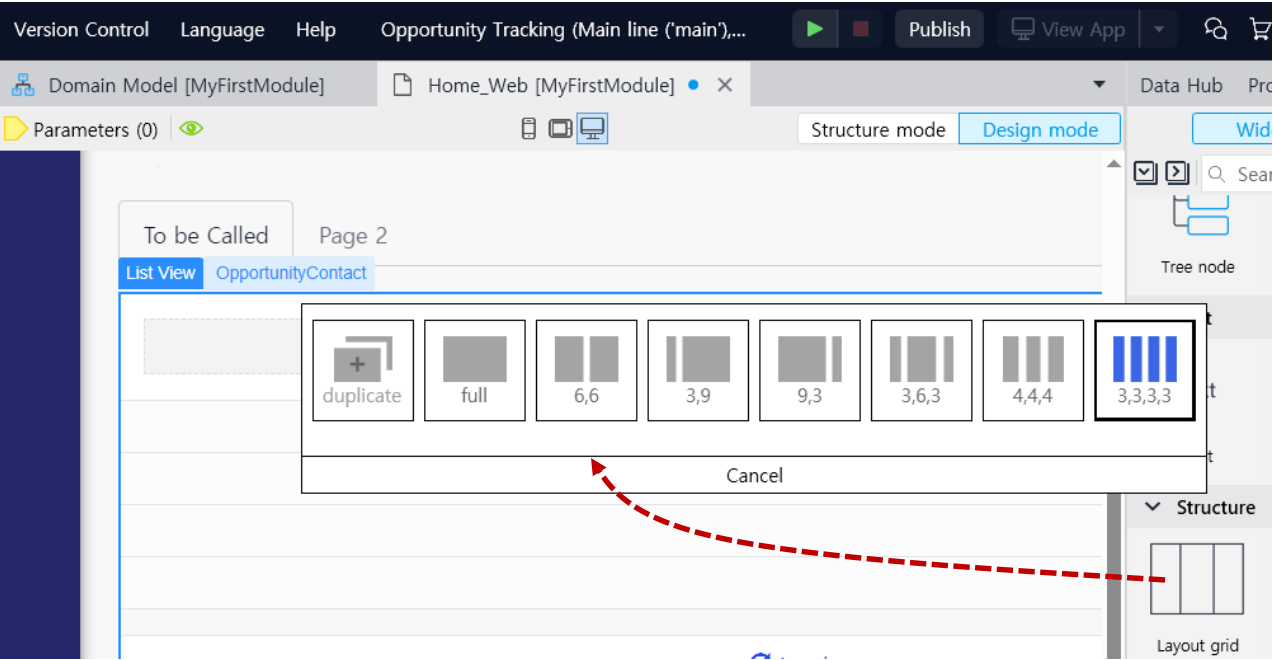 Version Control Language Help Opportunity Tracking (Main line ('main'),... Publish View App
Domain Model [MyFirstModule] Home_Web [MyFirstModule] Data Hub
Parameters (0) Structure mode Design mode
To be Called Page 2
List View OpportunityContact
Tree node
duplicate full 6,6 3,9 9,3 3,6,3 4,4,4 3,3,3,3
Cancel
Structure
Layout grid